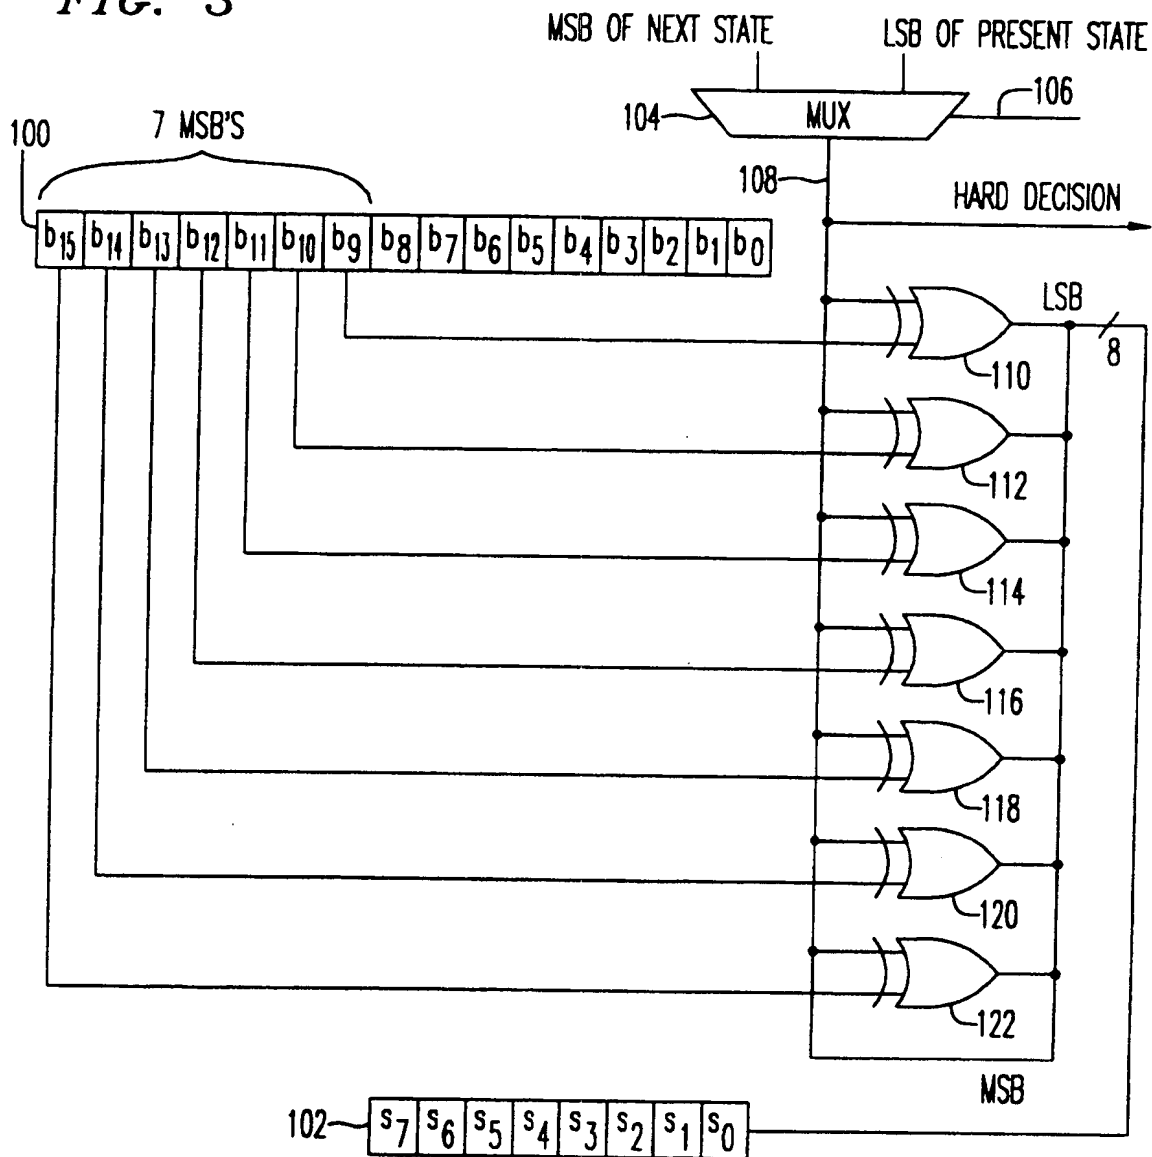 FIG. 3
MSB OF NEXT STATE
LSB OF PRESENT STATE
104
MUX
106
7 MSB'S
100
108
HARD DECISION
b15 b14 b13 b12 b11 b10 b9 b8 b7 b6 b5 b4 b3 b2 b1 b0
LSB
8
110
112
114
116
118
120
122
MSB
102
s7 s6 s5 s4 s3 s2 s1 s0